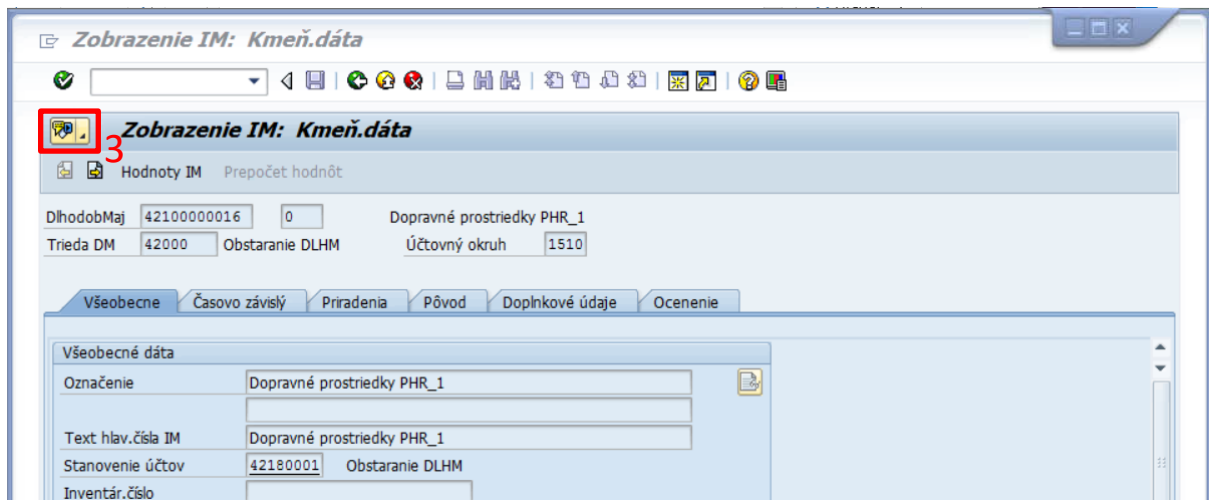 Zobrazenie IM: Kmeň.dáta
Zobrazenie IM: Kmeň.dáta
3
Hodnoty IM Prepočet hodnôt
DlhodobMaj 42100000016 0 Dopravné prostriedky PHR_1
Trieda DM 42000 Obstaranie DLHM Účtovný okruh 1510
Všeobecne Časovo závislý Priradenia Pôvod Doplnkové údaje Ocenenie
Všeobecné dáta
Označenie Dopravné prostriedky PHR_1
Text hlav.čísla IM Dopravné prostriedky PHR_1
Stanovenie účtov 42180001 Obstaranie DLHM
Inventár.číslo